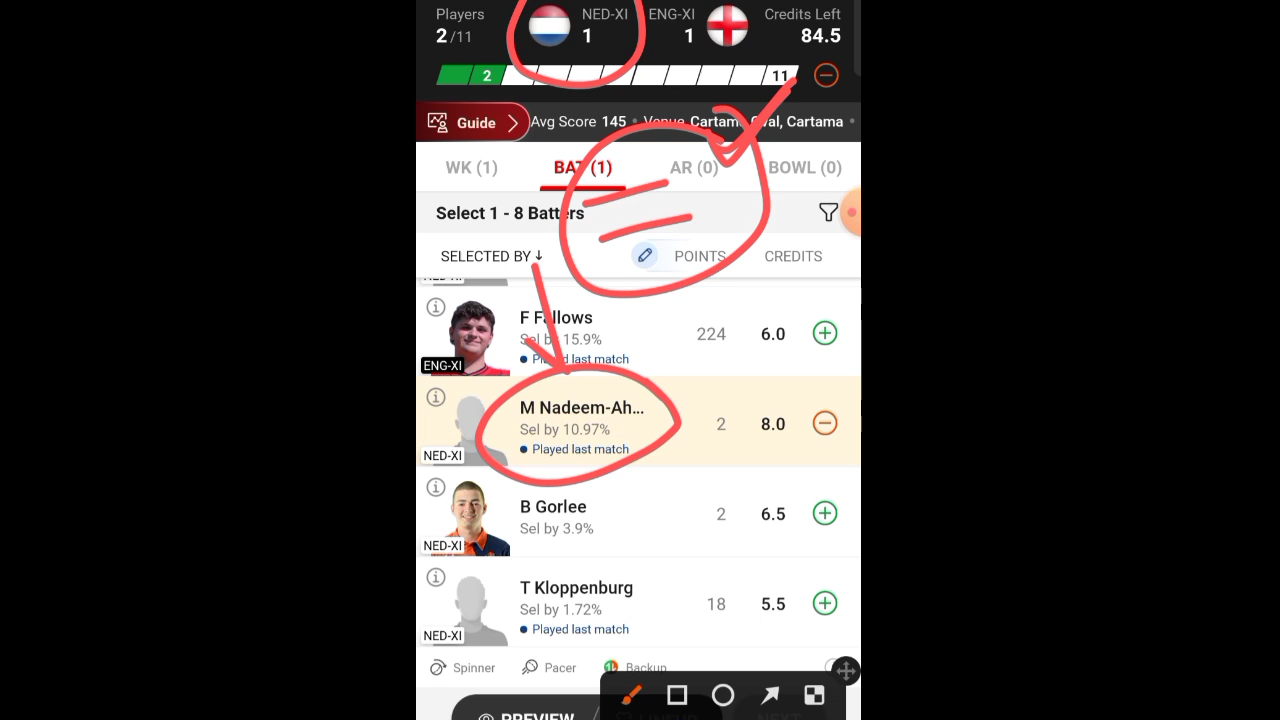 Players NED-XI ENG-XI Credits Left
2/11 1 1 84.5
2 11
Guide Avg Score 145 • Venue Cartama Oval, Cartama •
WK (1) BAT (1) AR (0) BOWL (0)
Select 1 - 8 Batters
SELECTED BY ↓ POINTS CREDITS
NED-XI
F Fallows
Sel by 15.9% 224 6.0
Played last match
ENG-XI
M Nadeem-Ah...
Sel by 10.97% 2 8.0
Played last match
NED-XI
B Gorlee
Sel by 3.9% 2 6.5
NED-XI
T Kloppenburg
Sel by 1.72% 18 5.5
Played last match
NED-XI
Spinner Pacer Backup
PREVIEW